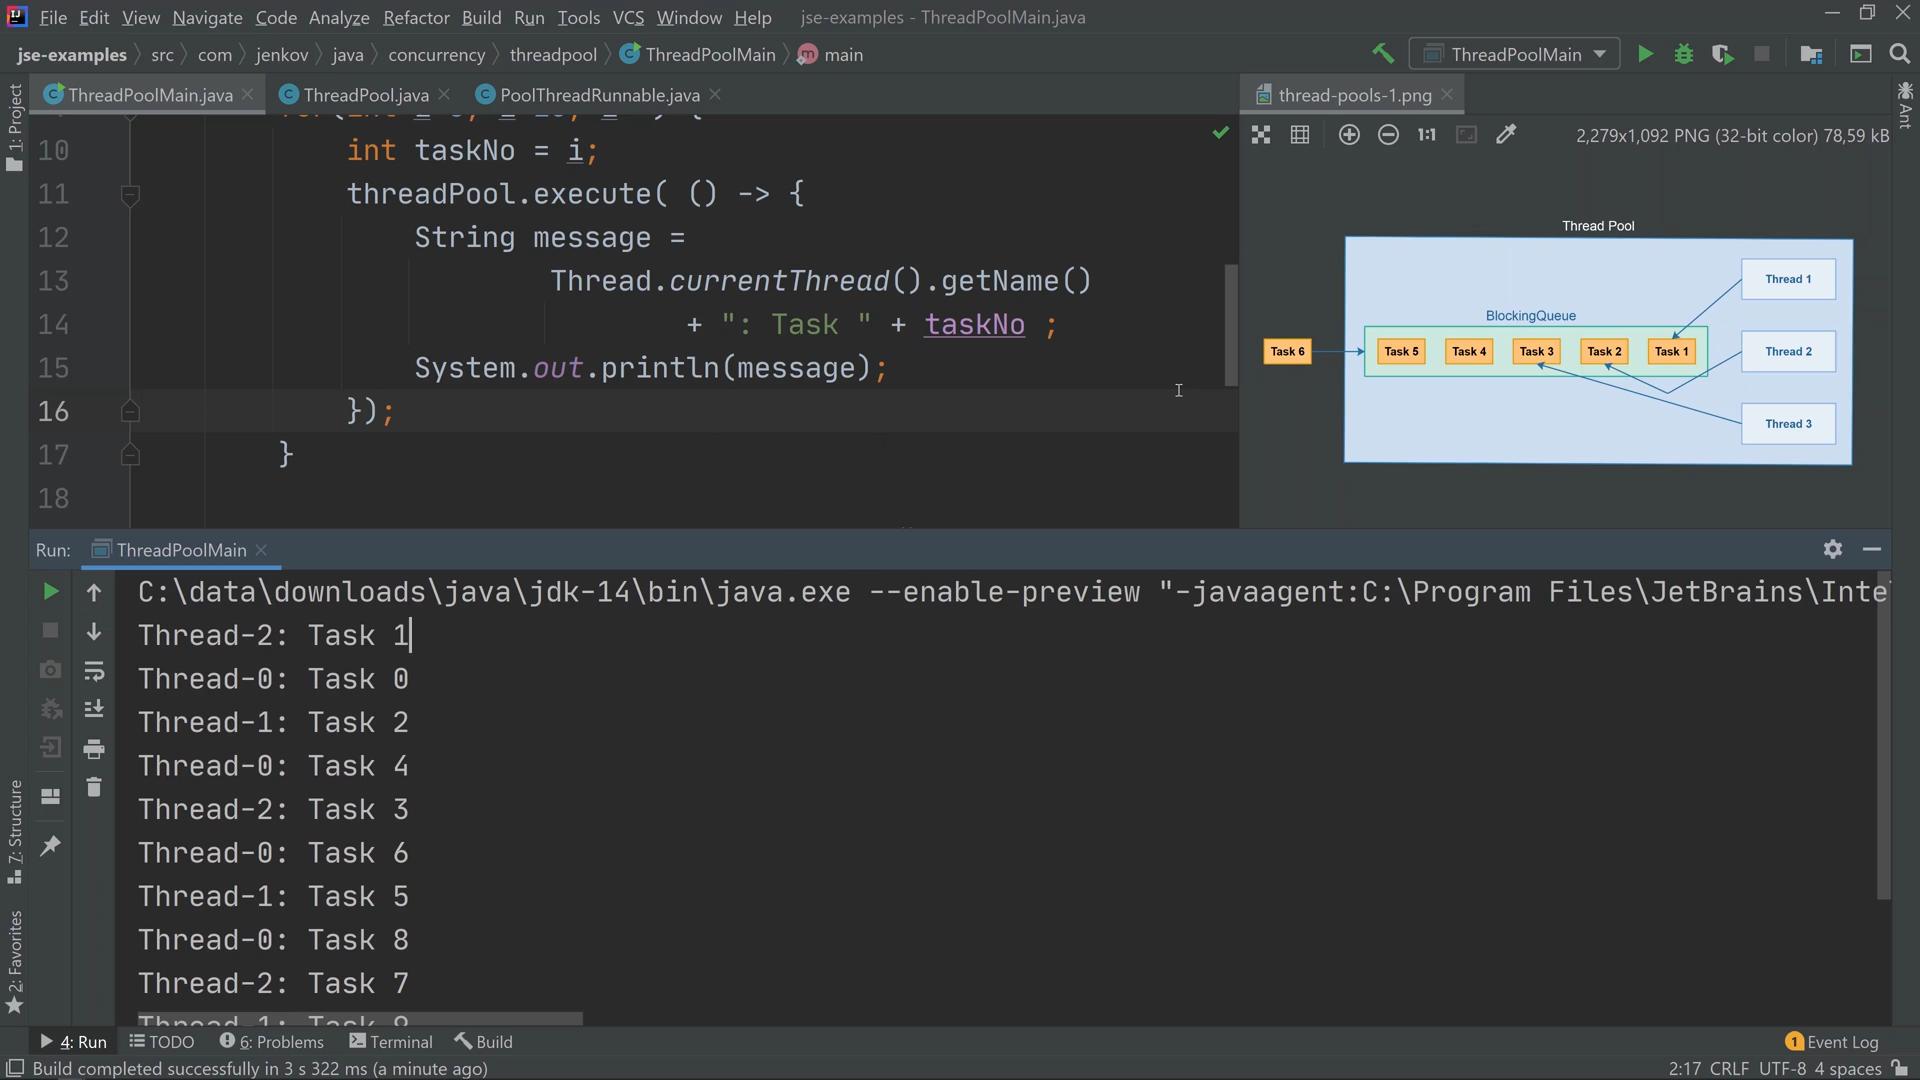 File Edit View Navigate Code Analyze Refactor Build Run Tools VCS Window Help jse-examples - ThreadPoolMain.java
jse-examples src com jenkov java concurrency threadpool ThreadPoolMain main
ThreadPoolMain
1: Project
ThreadPoolMain.java
ThreadPool.java
PoolThreadRunnable.java
10 int taskNo = i;
11 threadPool.execute( () -> {
12 String message =
13 Thread.currentThread().getName()
14 + ": Task " + taskNo ;
15 System.out.println(message);
16 });
17 }
18
thread-pools-1.png
1:1 2,279x1,092 PNG (32-bit color) 78,59 kB
Ant
Thread Pool
BlockingQueue
Task 6
Task 5
Task 4
Task 3
Task 2
Task 1
Thread 1
Thread 2
Thread 3
Run: ThreadPoolMain
C:\data\downloads\java\jdk-14\bin\java.exe --enable-preview "-javaagent:C:\Program Files\JetBrains\Inte
Thread-2: Task 1
Thread-0: Task 0
Thread-1: Task 2
Thread-0: Task 4
Thread-2: Task 3
Thread-0: Task 6
Thread-1: Task 5
Thread-0: Task 8
Thread-2: Task 7
7: Structure
2: Favorites
4: Run TODO 6: Problems Terminal Build
1 Event Log
Build completed successfully in 3 s 322 ms (a minute ago)
2:17 CRLF UTF-8 4 spaces